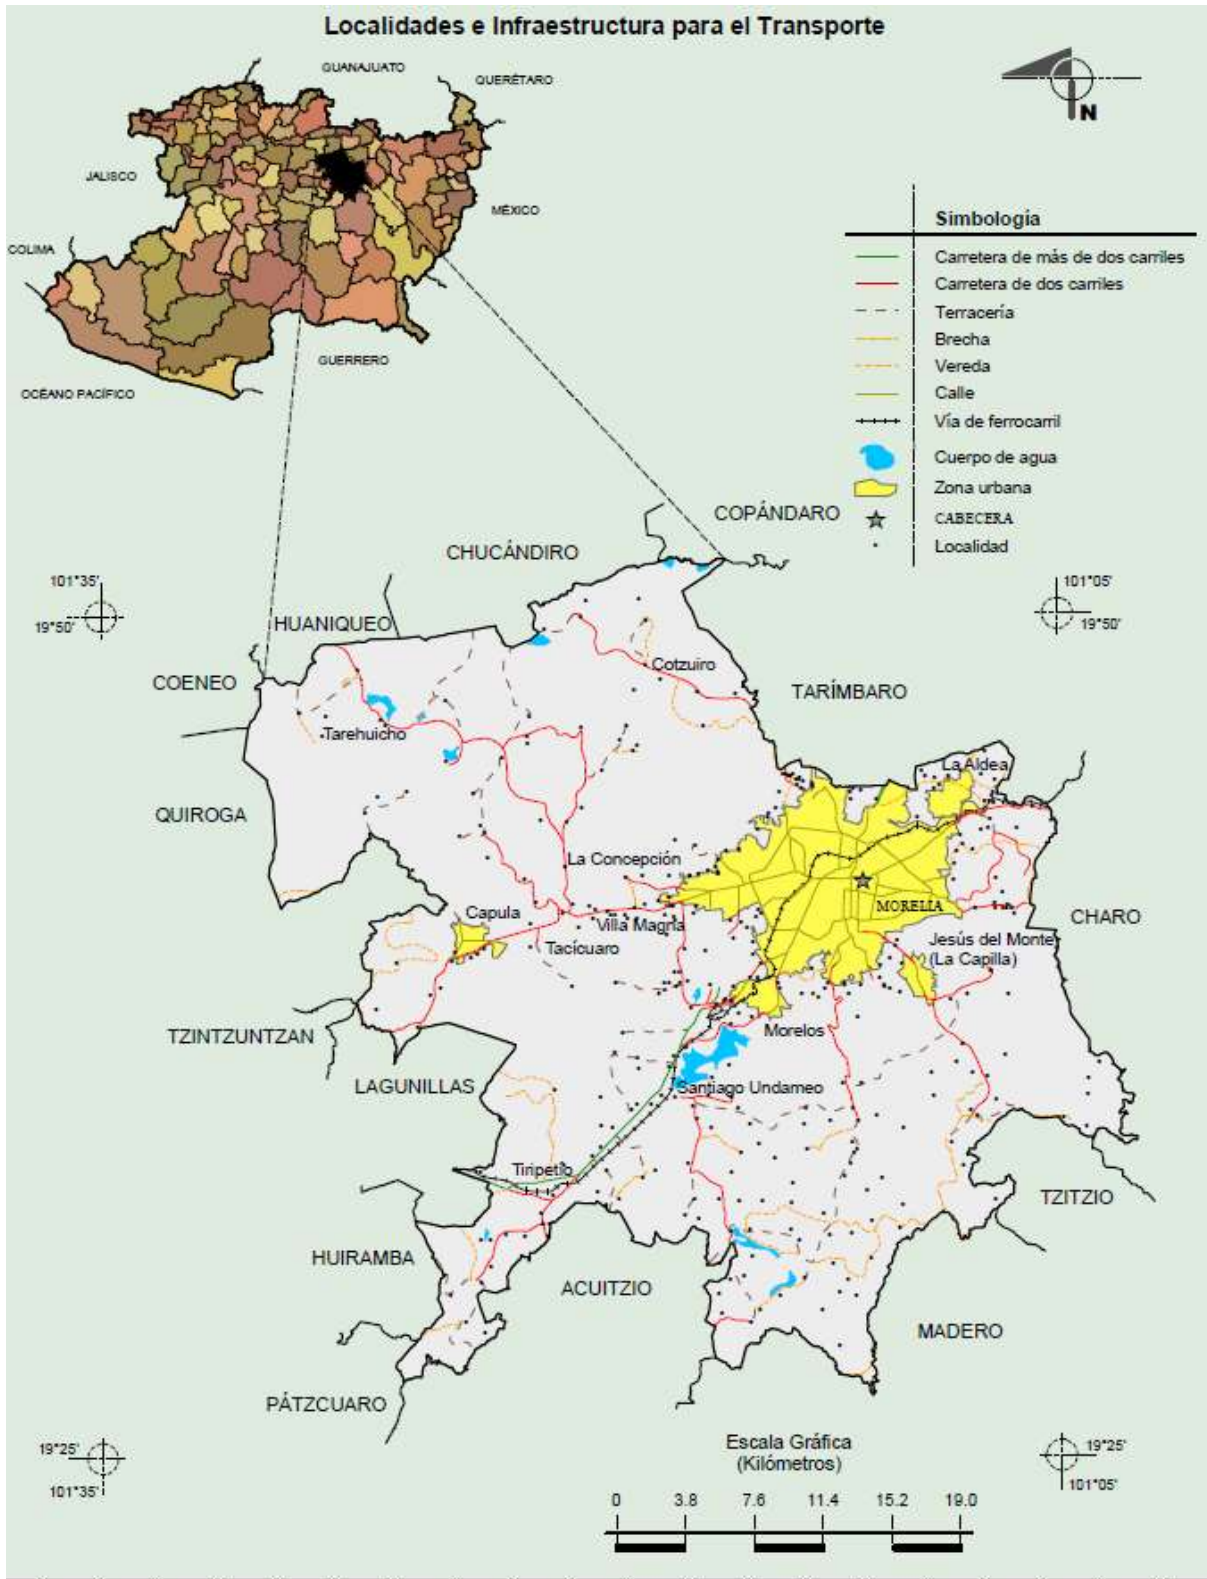 Localidades e Infraestructura para el Transporte
GUANAJUATO
QUERÉTARO
N
JALISCO
MÉXICO
COLIMA
GUERRERO
OCÉANO PACÍFICO
Simbología
Carretera de más de dos carriles
Carretera de dos carriles
Terracería
Brecha
Vereda
Calle
Vía de ferrocarril
Cuerpo de agua
Zona urbana
CABECERA
Localidad
COPÁNDARO
CHUCÁNDIRO
101°35'
19°50'
101°05'
19°50'
HUANIQUEO
COENEO
Cotzuiro
TARÍMBARO
Tarehuicho
La Aldea
QUIROGA
La Concepción
MORELIA
Capula
Villa Magna
CHARO
Tacícuaro
Jesús del Monte
(La Capilla)
TZINTZUNTZAN
Morelos
LAGUNILLAS
Santiago Undameo
Tiripetío
TZITZIO
HUIRAMBA
ACUITZIO
MADERO
PÁTZCUARO
19°25'
101°35'
19°25'
101°05'
Escala Gráfica
(Kilómetros)
0 3.8 7.6 11.4 15.2 19.0